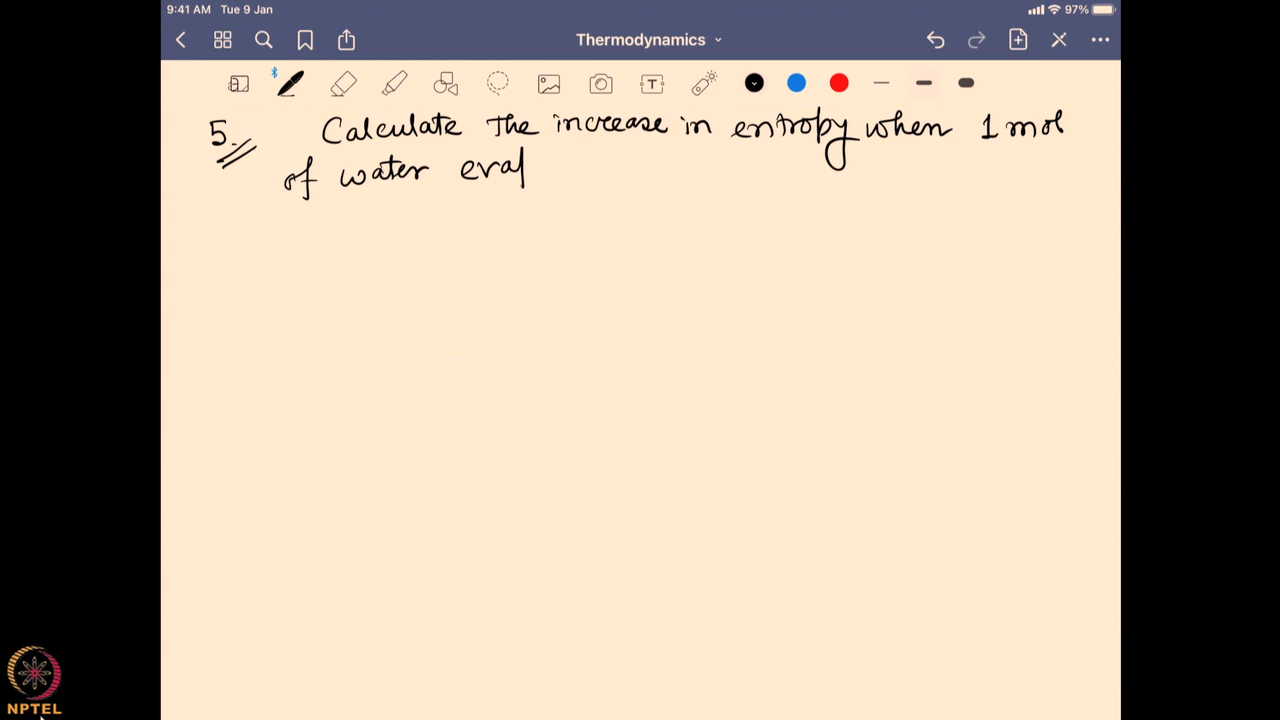 9:41 AM Tue 9 Jan 97%
Thermodynamics
T
5. Calculate the increase in entropy when 1 mol
of water evap
NPTEL